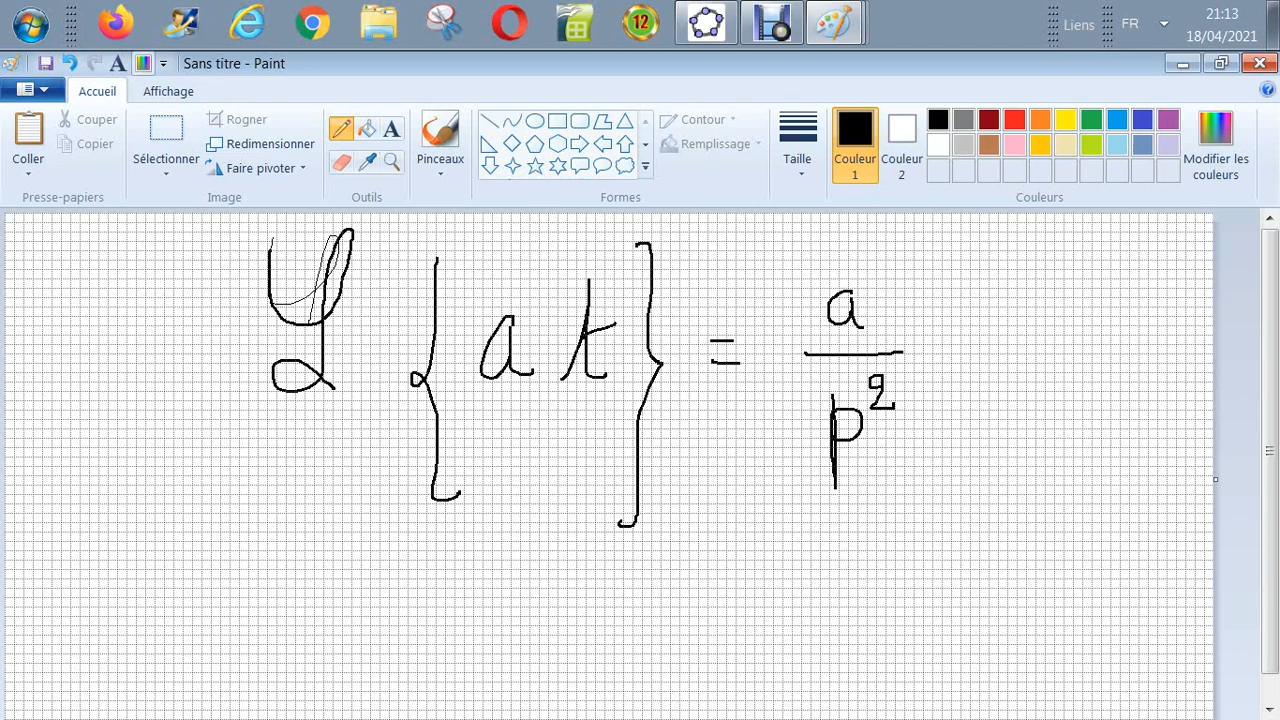 12
Liens
FR
21:13
18/04/2021
Sans titre - Paint
Accueil
Affichage
Coller
Couper
Copier
Presse-papiers
Sélectionner
Rogner
Redimensionner
Faire pivoter
Image
A
Outils
Pinceaux
Contour
Remplissage
Formes
Taille
Couleur 1
Couleur 2
Modifier les couleurs
Couleurs
ℒ {at} = a/p²